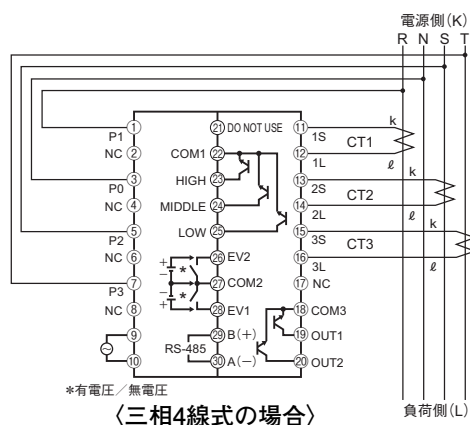 電源側(K)
R N S T
① P1
② NC
③ P0
④ NC
⑤ P2
⑥ NC
⑦ P3
⑧ NC
⑨
⑩
㉑ DO NOT USE
COM1 ㉒
HIGH ㉓
MIDDLE ㉔
LOW ㉕
+ − * ㉖ EV2
㉗ COM2
− + * ㉘ EV1
RS-485
㉙ B(+)
㉚ A(−)
⑪ 1S
⑫ 1L
k CT1 ℓ
⑬ 2S
⑭ 2L
k CT2 ℓ
⑮ 3S
⑯ 3L
k CT3 ℓ
⑰ NC
⑱ COM3
⑲ OUT1
⑳ OUT2
*有電圧/無電圧
負荷側(L)
〈三相4線式の場合〉